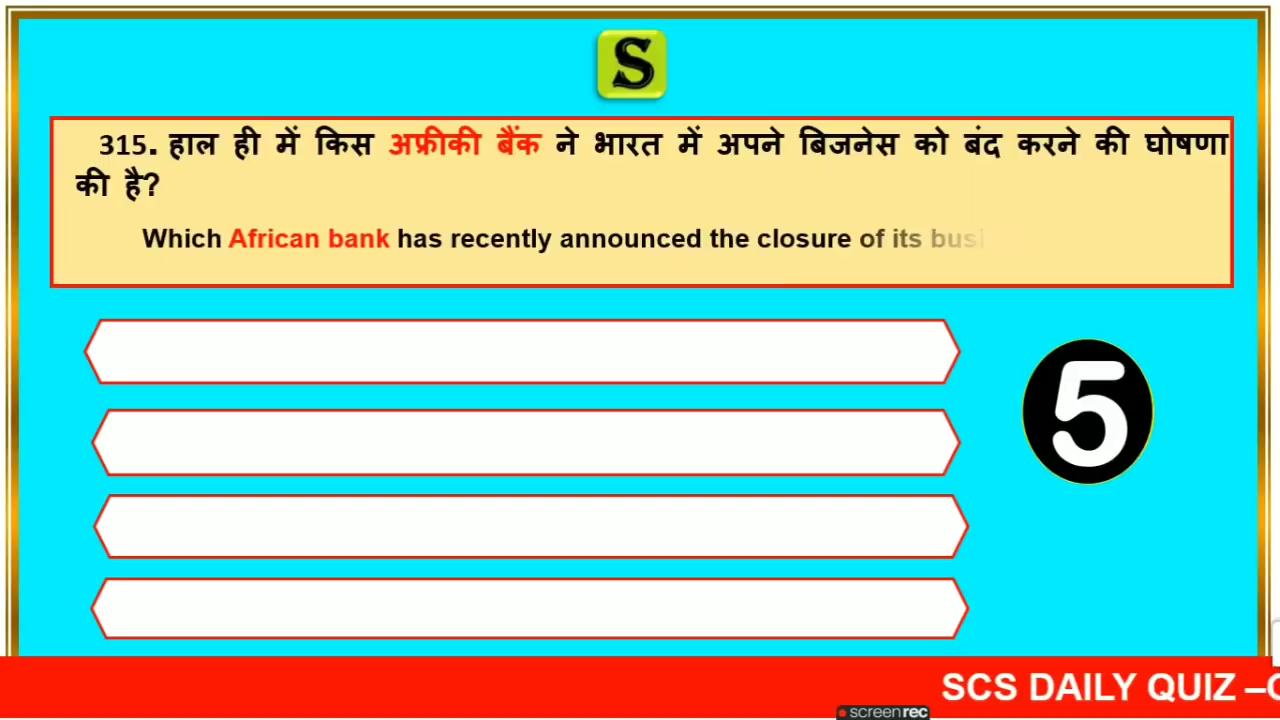 S
315. हाल ही में किस अफ्रीकी बैंक ने भारत में अपने बिजनेस को बंद करने की घोषणा
की है?
Which African bank has recently announced the closure of its busi
5
SCS DAILY QUIZ –
screenrec